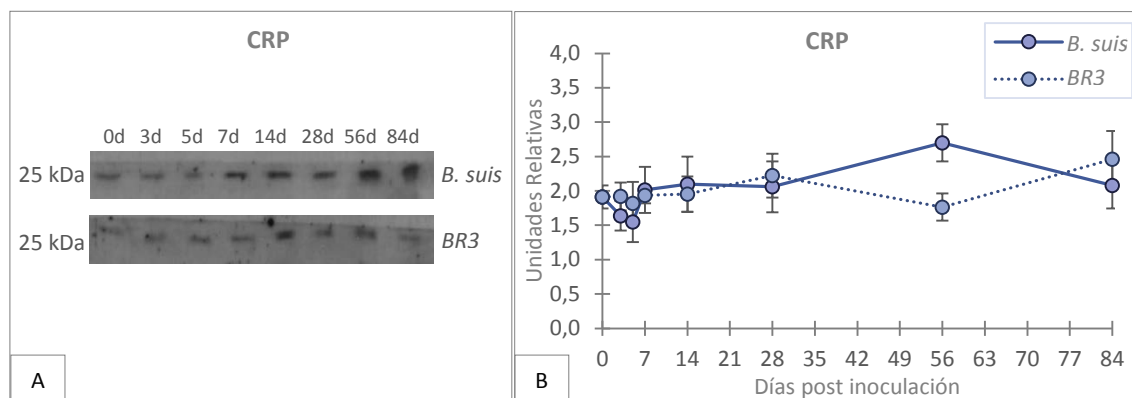 CRP
0d 3d 5d 7d 14d 28d 56d 84d
25 kDa B. suis
25 kDa BR3
A
CRP
B. suis
BR3
Unidades Relativas
4,0
3,5
3,0
2,5
2,0
1,5
1,0
0,5
0,0
0 7 14 21 28 35 42 49 56 63 70 77 84
Días post inoculación
B